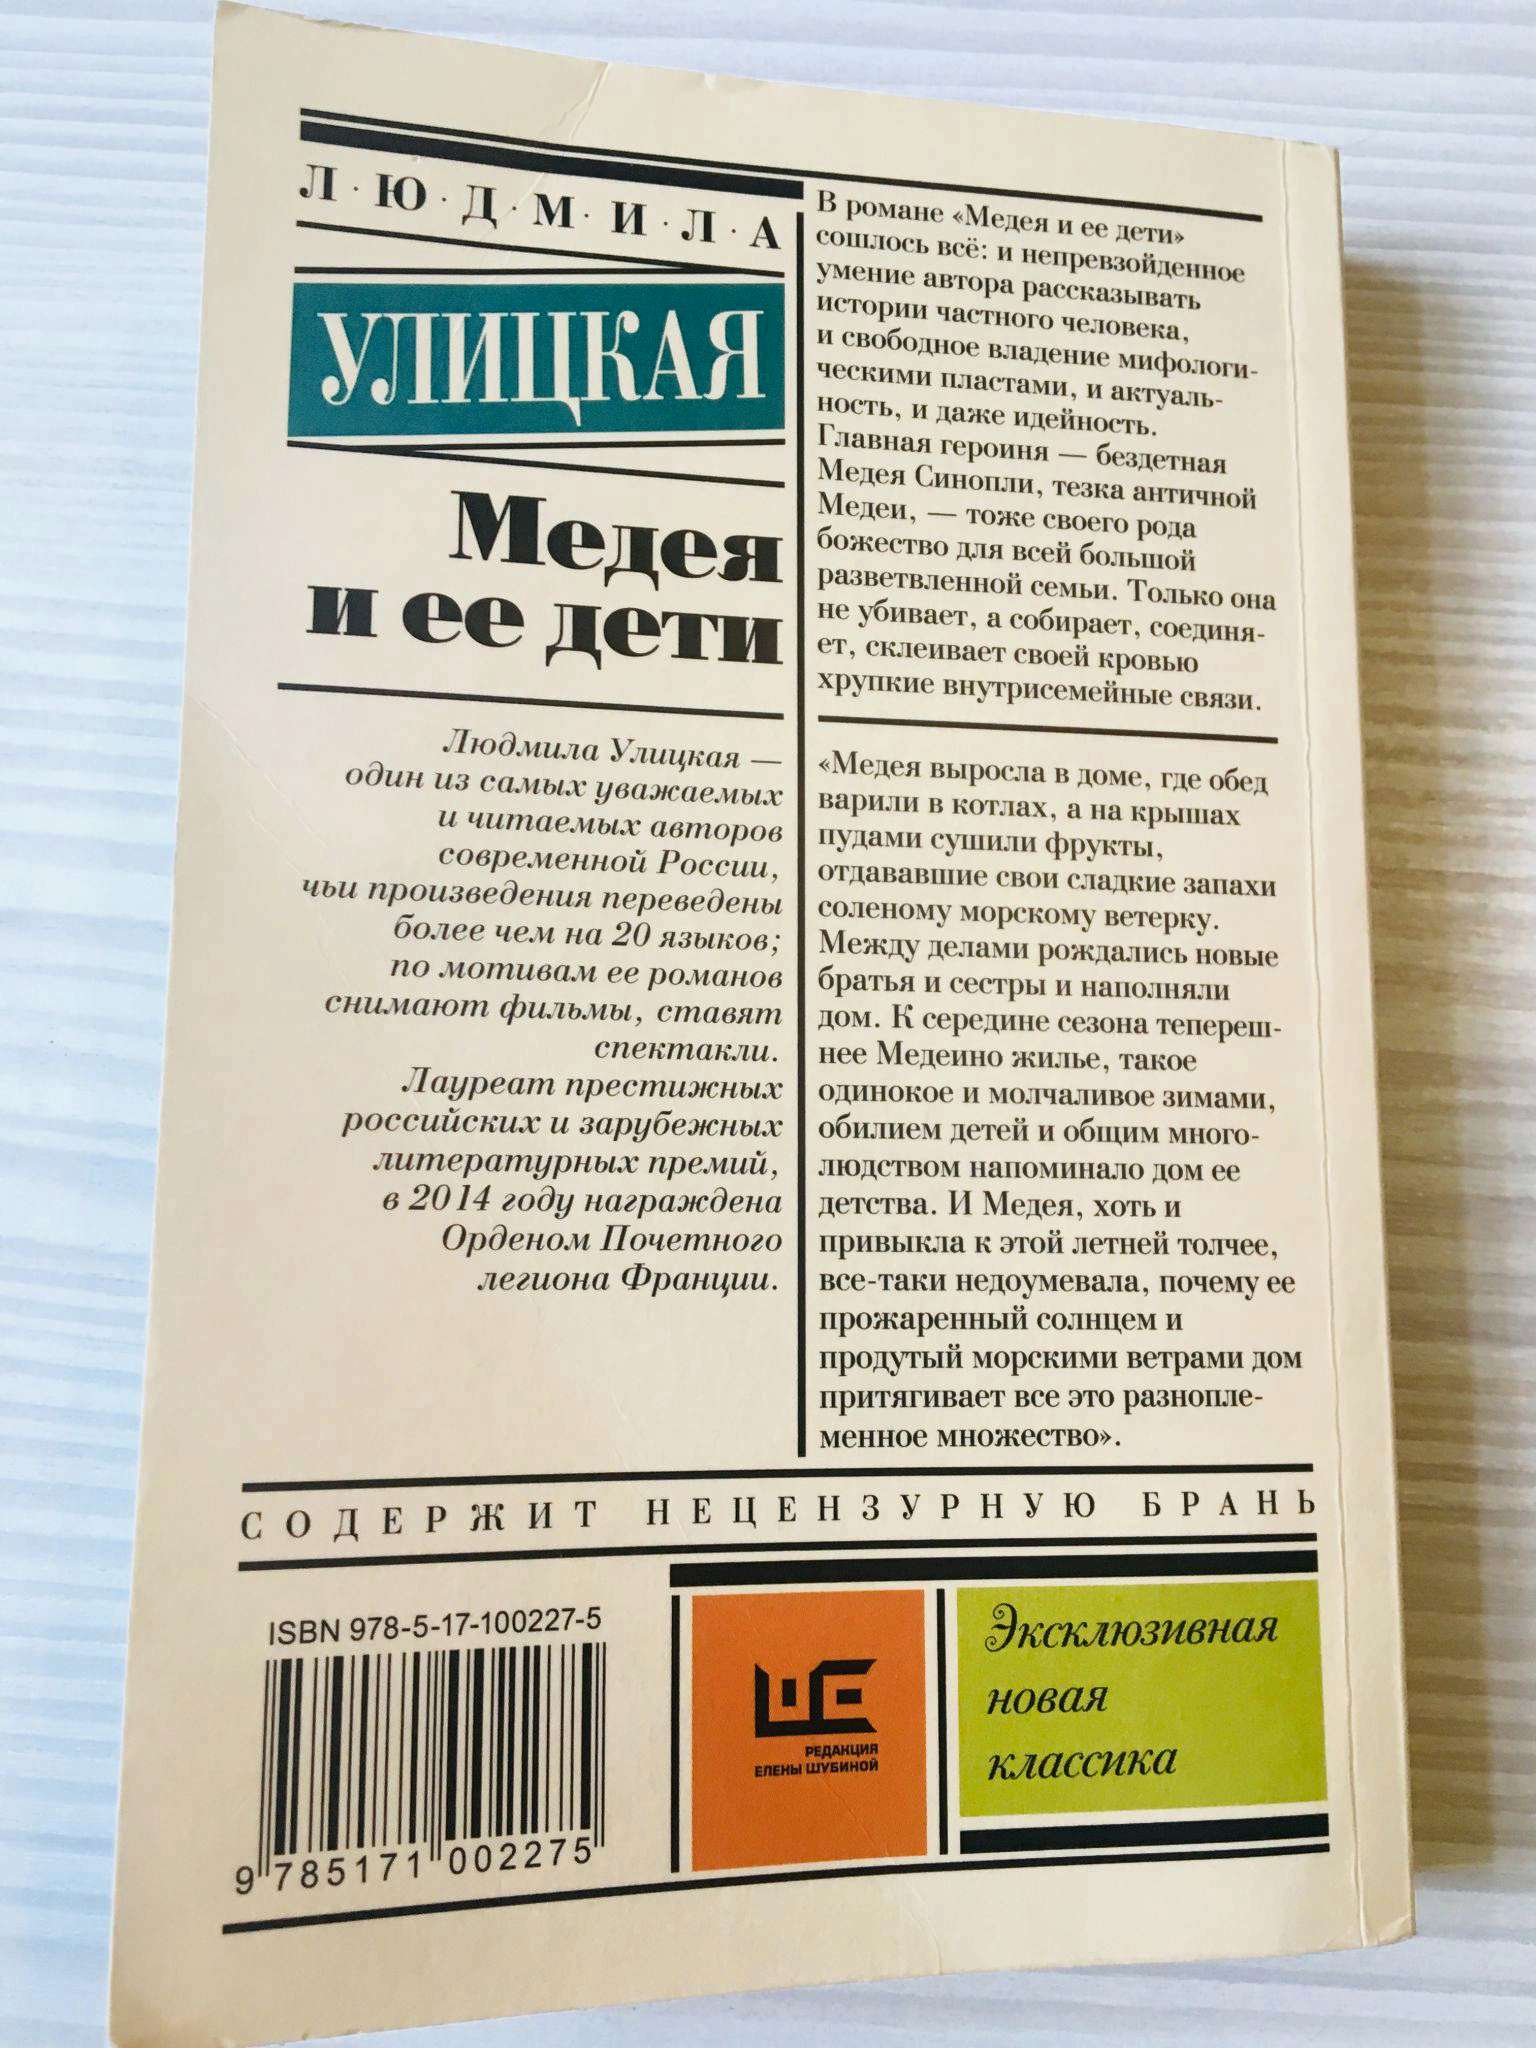 Л·Ю·Д·М·И·Л·А
УЛИЦКАЯ
Медея
и ее дети
Людмила Улицкая —
один из самых уважаемых
и читаемых авторов
современной России,
чьи произведения переведены
более чем на 20 языков;
по мотивам ее романов
снимают фильмы, ставят
спектакли.
Лауреат престижных
российских и зарубежных
литературных премий,
в 2014 году награждена
Орденом Почетного
легиона Франции.
В романе «Медея и ее дети»
сошлось всё: и непревзойденное
умение автора рассказывать
истории частного человека,
и свободное владение мифологи-
ческими пластами, и актуаль-
ность, и даже идейность.
Главная героиня — бездетная
Медея Синопли, тезка античной
Медеи, — тоже своего рода
божество для всей большой
разветвленной семьи. Только она
не убивает, а собирает, соединя-
ет, склеивает своей кровью
хрупкие внутрисемейные связи.
«Медея выросла в доме, где обед
варили в котлах, а на крышах
пудами сушили фрукты,
отдававшие свои сладкие запахи
соленому морскому ветерку.
Между делами рождались новые
братья и сестры и наполняли
дом. К середине сезона тепереш-
нее Медеино жилье, такое
одинокое и молчаливое зимами,
обилием детей и общим много-
людством напоминало дом ее
детства. И Медея, хоть и
привыкла к этой летней толчее,
все-таки недоумевала, почему ее
прожаренный солнцем и
продутый морскими ветрами дом
притягивает все это разнопле-
менное множество».
СОДЕРЖИТ НЕЦЕНЗУРНУЮ БРАНЬ
ISBN 978-5-17-100227-5
9 785171 002275
ШЕ
РЕДАКЦИЯ
ЕЛЕНЫ ШУБИНОЙ
Эксклюзивная
новая
классика